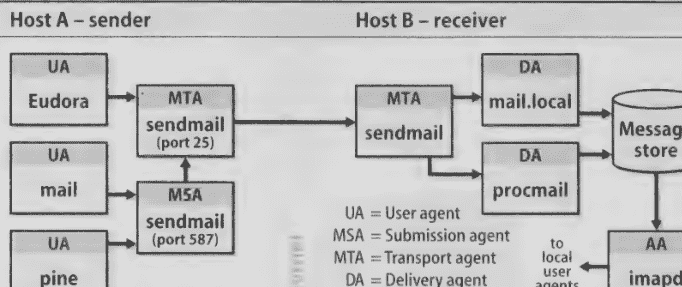 Host A – sender
Host B – receiver
UA
Eudora
MTA
sendmail
(port 25)
UA
mail
MSA
sendmail
(port 587)
UA
pine
MTA
sendmail
DA
mail.local
DA
procmail
Messag
store
UA = User agent
MSA = Submission agent
MTA = Transport agent
DA = Delivery agent
to
local
user
agents
AA
imapd